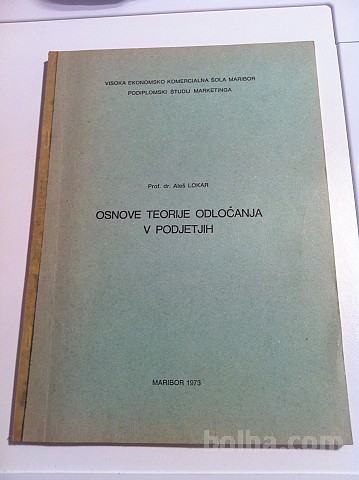 VISOKA EKONOMSKO KOMERCIALNA ŠOLA MARIBOR
PODIPLOMSKI ŠTUDIJ MARKETINGA
Prof. dr. Aleš LOKAR
OSNOVE TEORIJE ODLOČANJA
V PODJETJIH
MARIBOR 1973
bolha.com